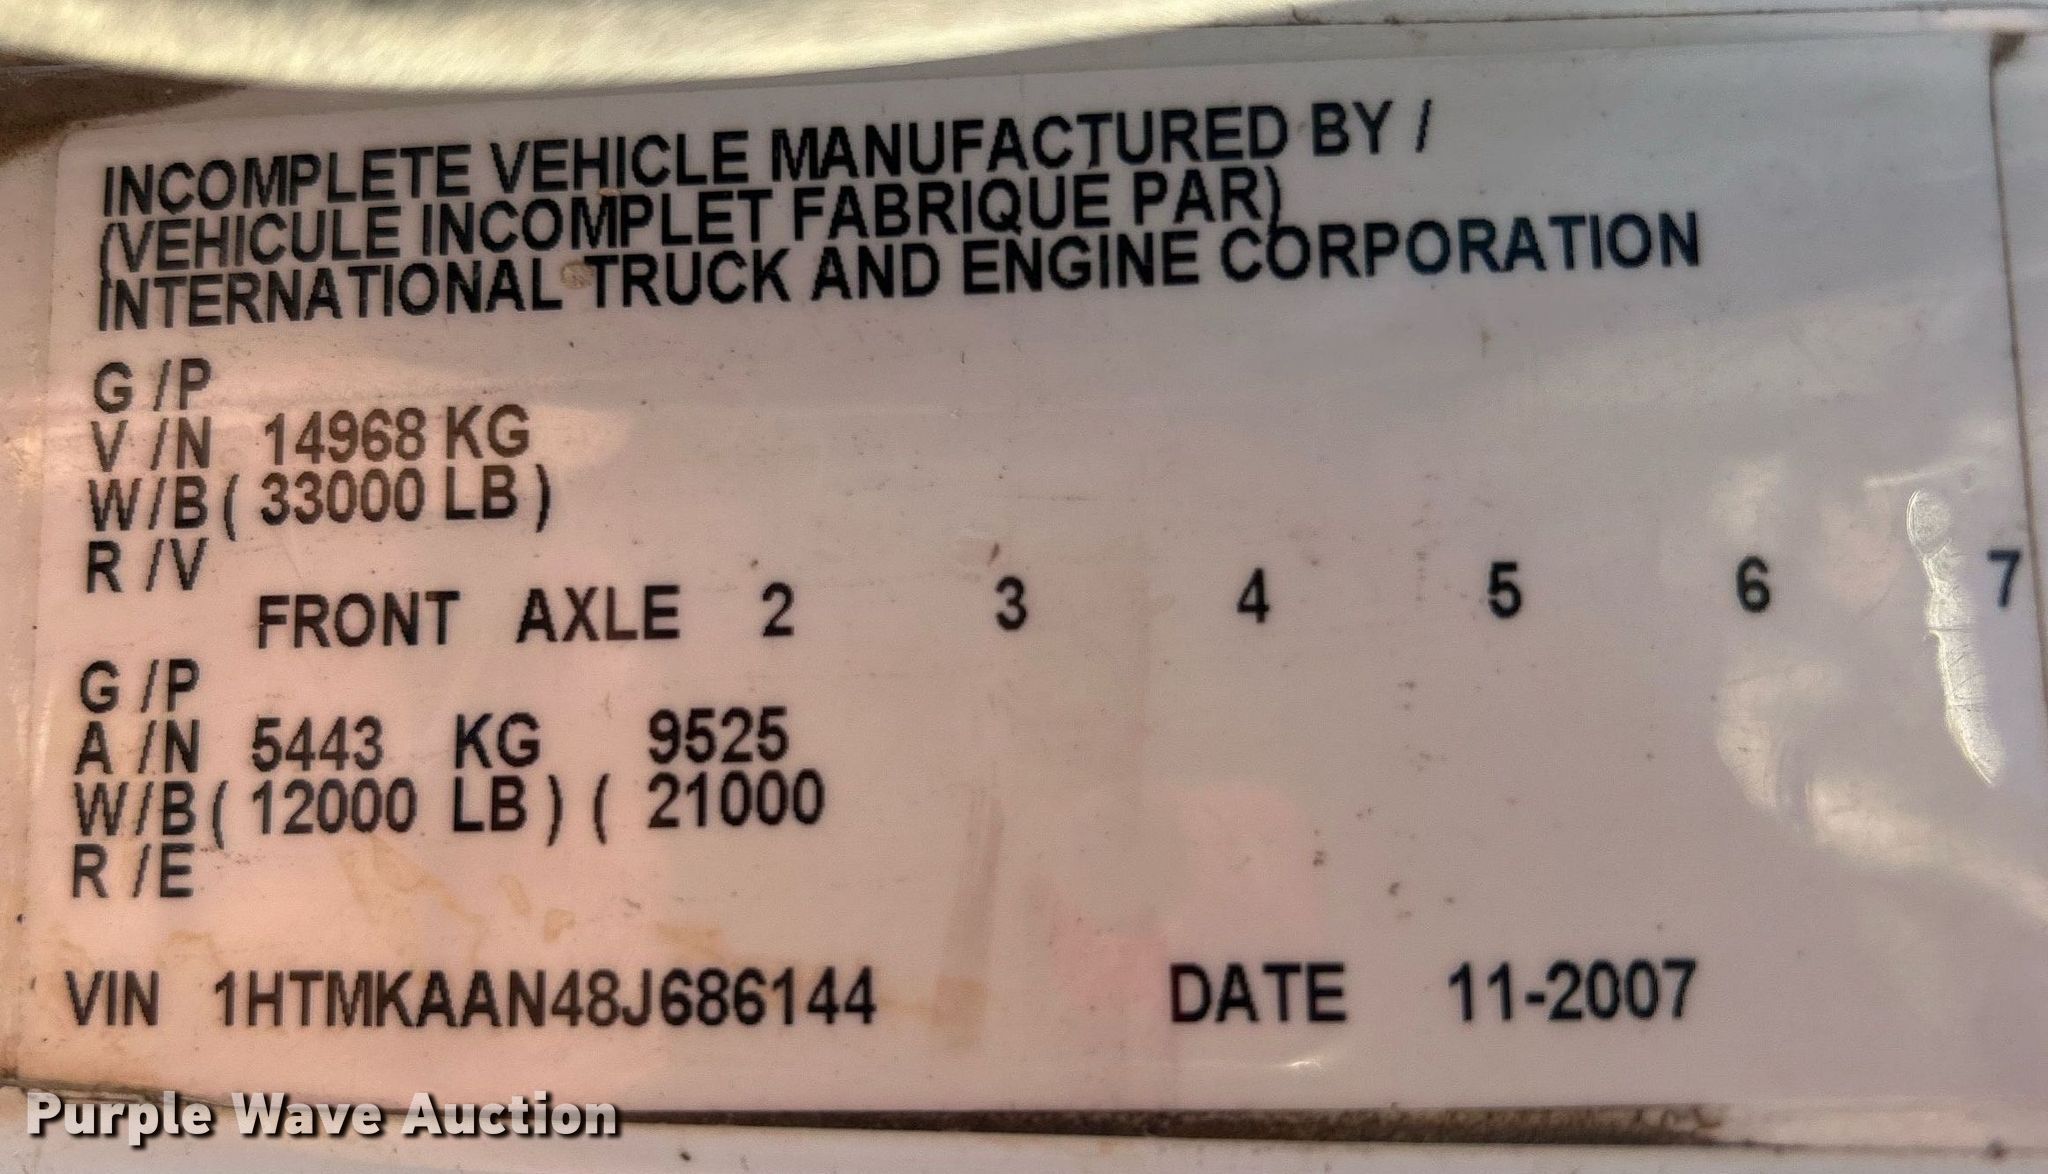 INCOMPLETE VEHICLE MANUFACTURED BY /
(VEHICULE INCOMPLET FABRIQUE PAR)
INTERNATIONAL TRUCK AND ENGINE CORPORATION
G /P
V /N 14968 KG
W/B ( 33000 LB )
R /V
FRONT AXLE 2 3 4 5 6 7
G /P
A /N 5443 KG 9525
W/B ( 12000 LB ) ( 21000
R /E
VIN 1HTMKAAN48J686144 DATE 11-2007
Purple Wave Auction